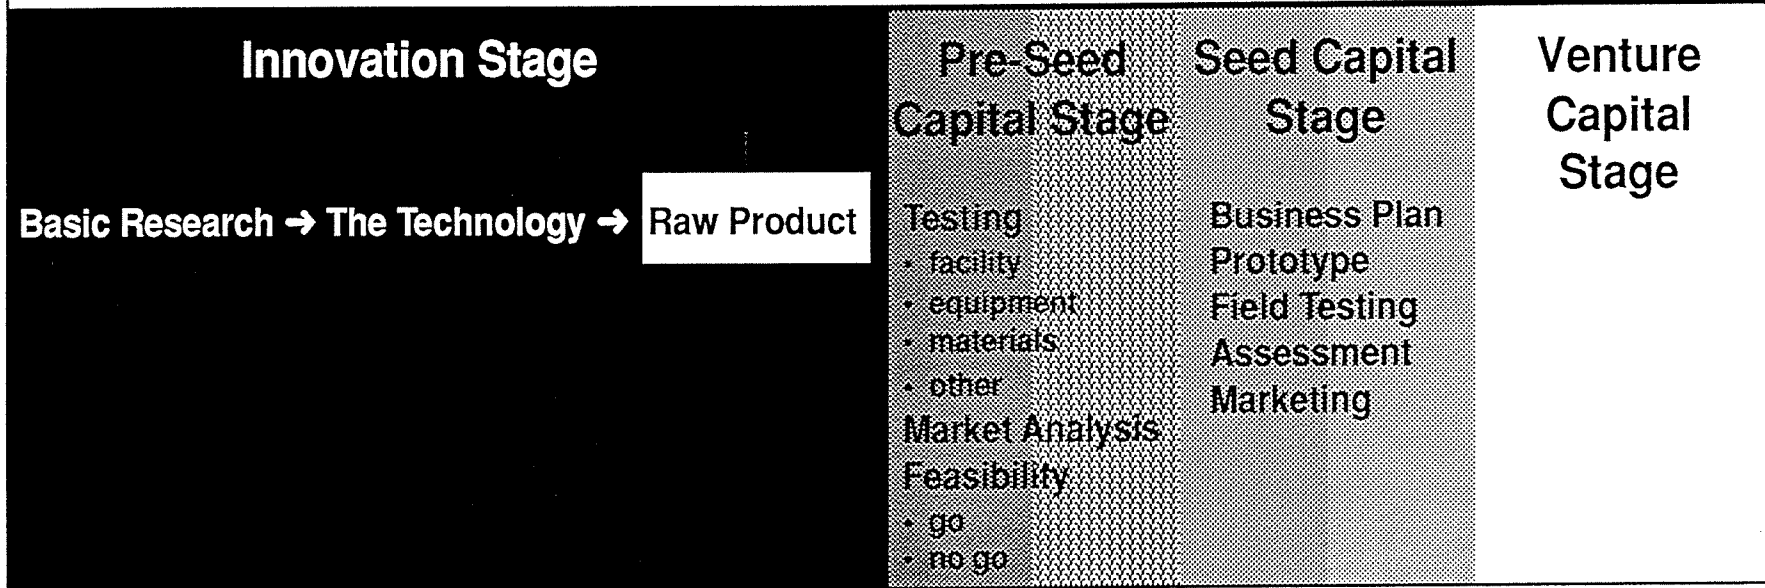 Innovation Stage
Basic Research → The Technology → Raw Product
Pre-Seed
Capital Stage
Testing
• facility
• equipment
• materials
• other
Market Analysis
Feasibility
• go
• no go
Seed Capital
Stage
Business Plan
Prototype
Field Testing
Assessment
Marketing
Venture
Capital
Stage